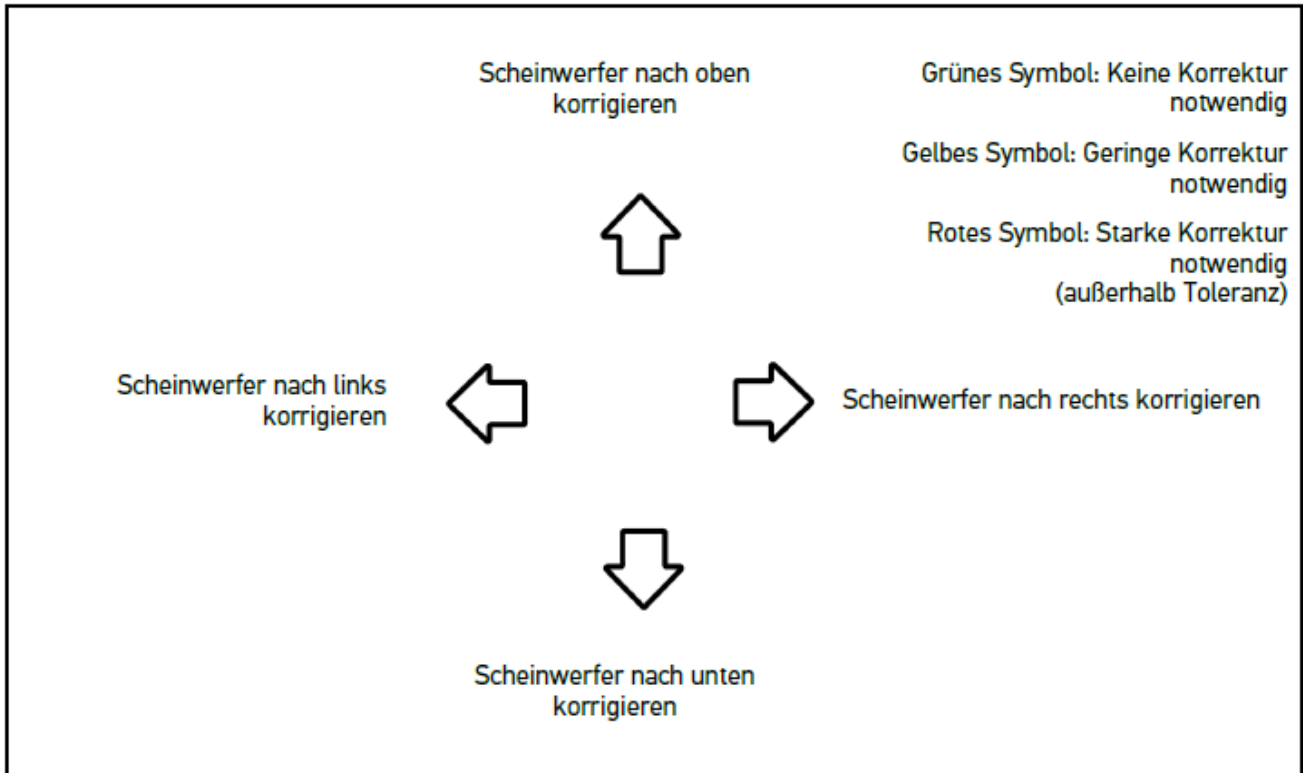 Scheinwerfer nach oben
korrigieren
Grünes Symbol: Keine Korrektur
notwendig
Gelbes Symbol: Geringe Korrektur
notwendig
Rotes Symbol: Starke Korrektur
notwendig
(außerhalb Toleranz)
Scheinwerfer nach links
korrigieren
Scheinwerfer nach rechts korrigieren
Scheinwerfer nach unten
korrigieren